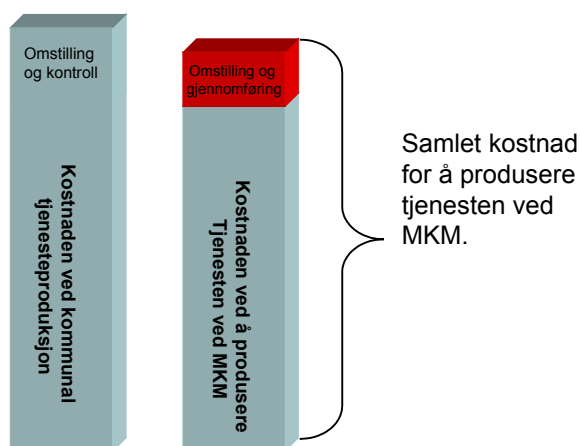 Omstilling
og kontroll
Kostnaden ved kommunal
tjenesteproduksjon
Omstilling og
gjennomføring
Kostnaden ved å produsere
Tjenesten ved MKM
Samlet kostnad
for å produsere
tjenesten ved
MKM.